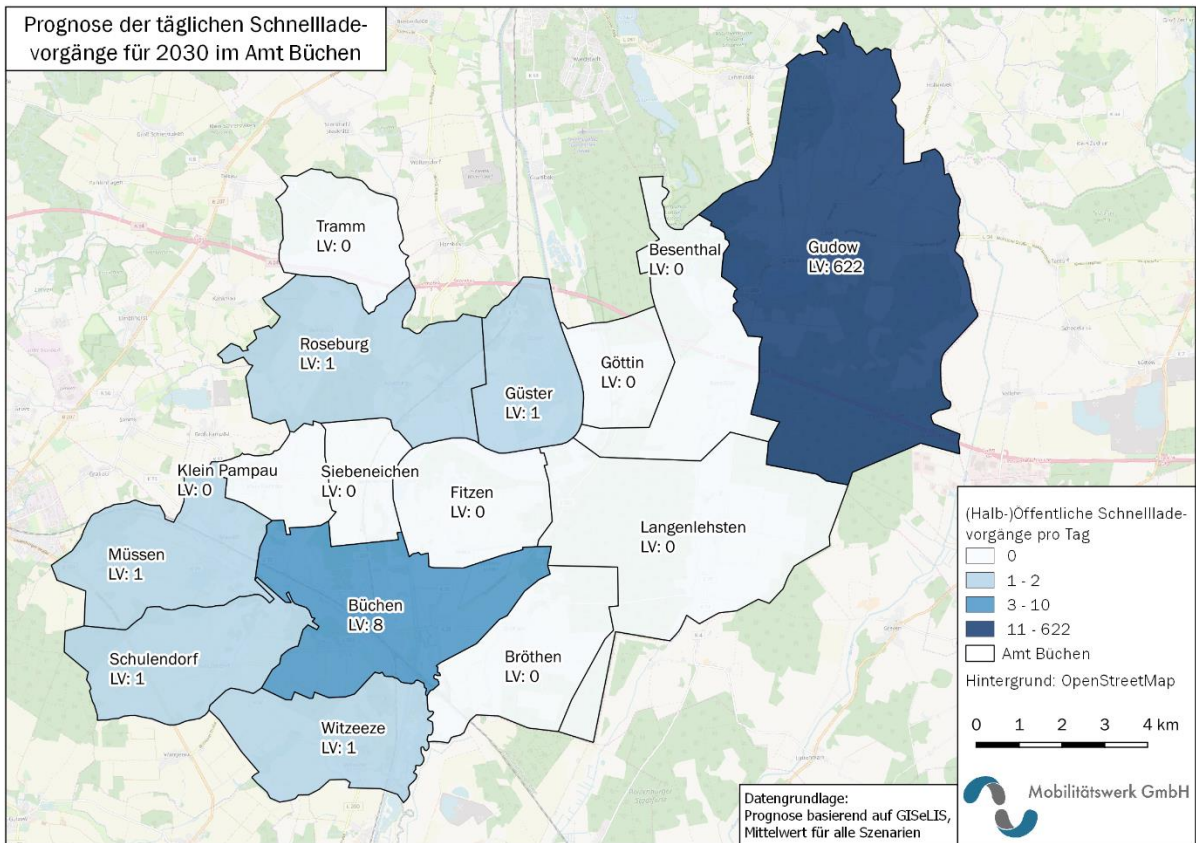 Prognose der täglichen Schnelllade-
vorgänge für 2030 im Amt Büchen
Tramm
LV: 0
Besenthal
LV: 0
Gudow
LV: 622
Roseburg
LV: 1
Güster
LV: 1
Göttin
LV: 0
Klein Pampau
LV: 0
Siebeneichen
LV: 0
Fitzen
LV: 0
Langenlehsten
LV: 0
Müssen
LV: 1
Büchen
LV: 8
Schulendorf
LV: 1
Bröthen
LV: 0
Witzeeze
LV: 1
(Halb-)Öffentliche Schnelllade-
vorgänge pro Tag
0
1 - 2
3 - 10
11 - 622
Amt Büchen
Hintergrund: OpenStreetMap
0 1 2 3 4 km
Mobilitätswerk GmbH
Datengrundlage:
Prognose basierend auf GISeLIS,
Mittelwert für alle Szenarien